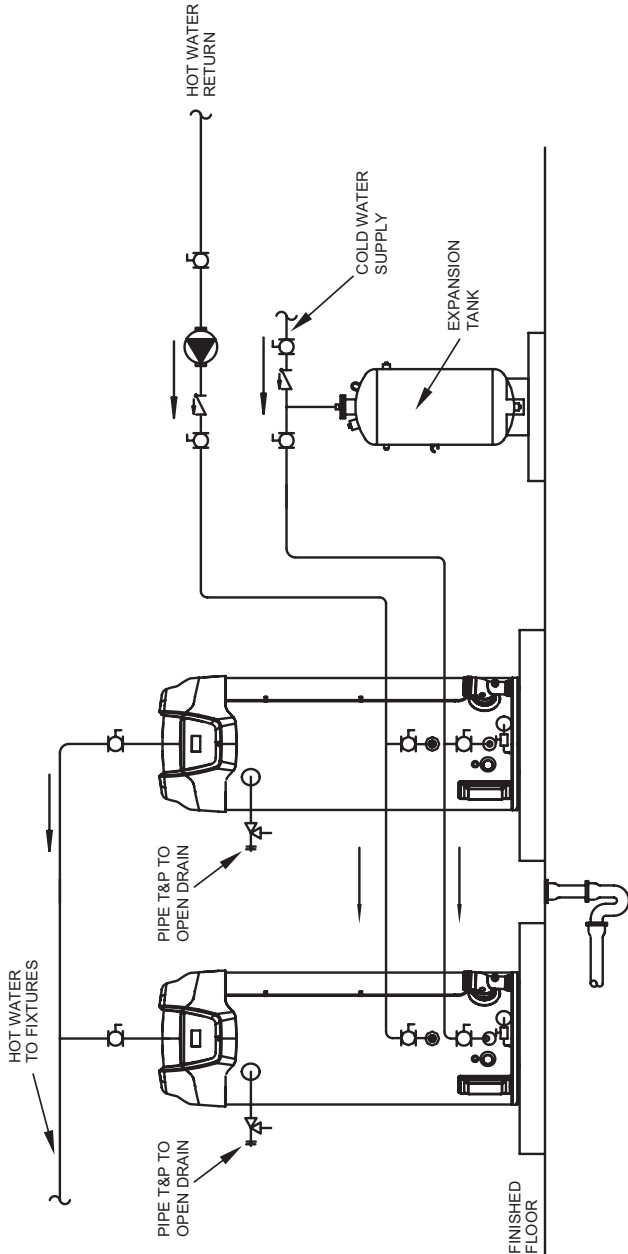 HOT WATER
TO FIXTURES
PIPE T&P TO
OPEN DRAIN
PIPE T&P TO
OPEN DRAIN
HOT WATER
RETURN
COLD WATER
SUPPLY
EXPANSION
TANK
FINISHED
FLOOR